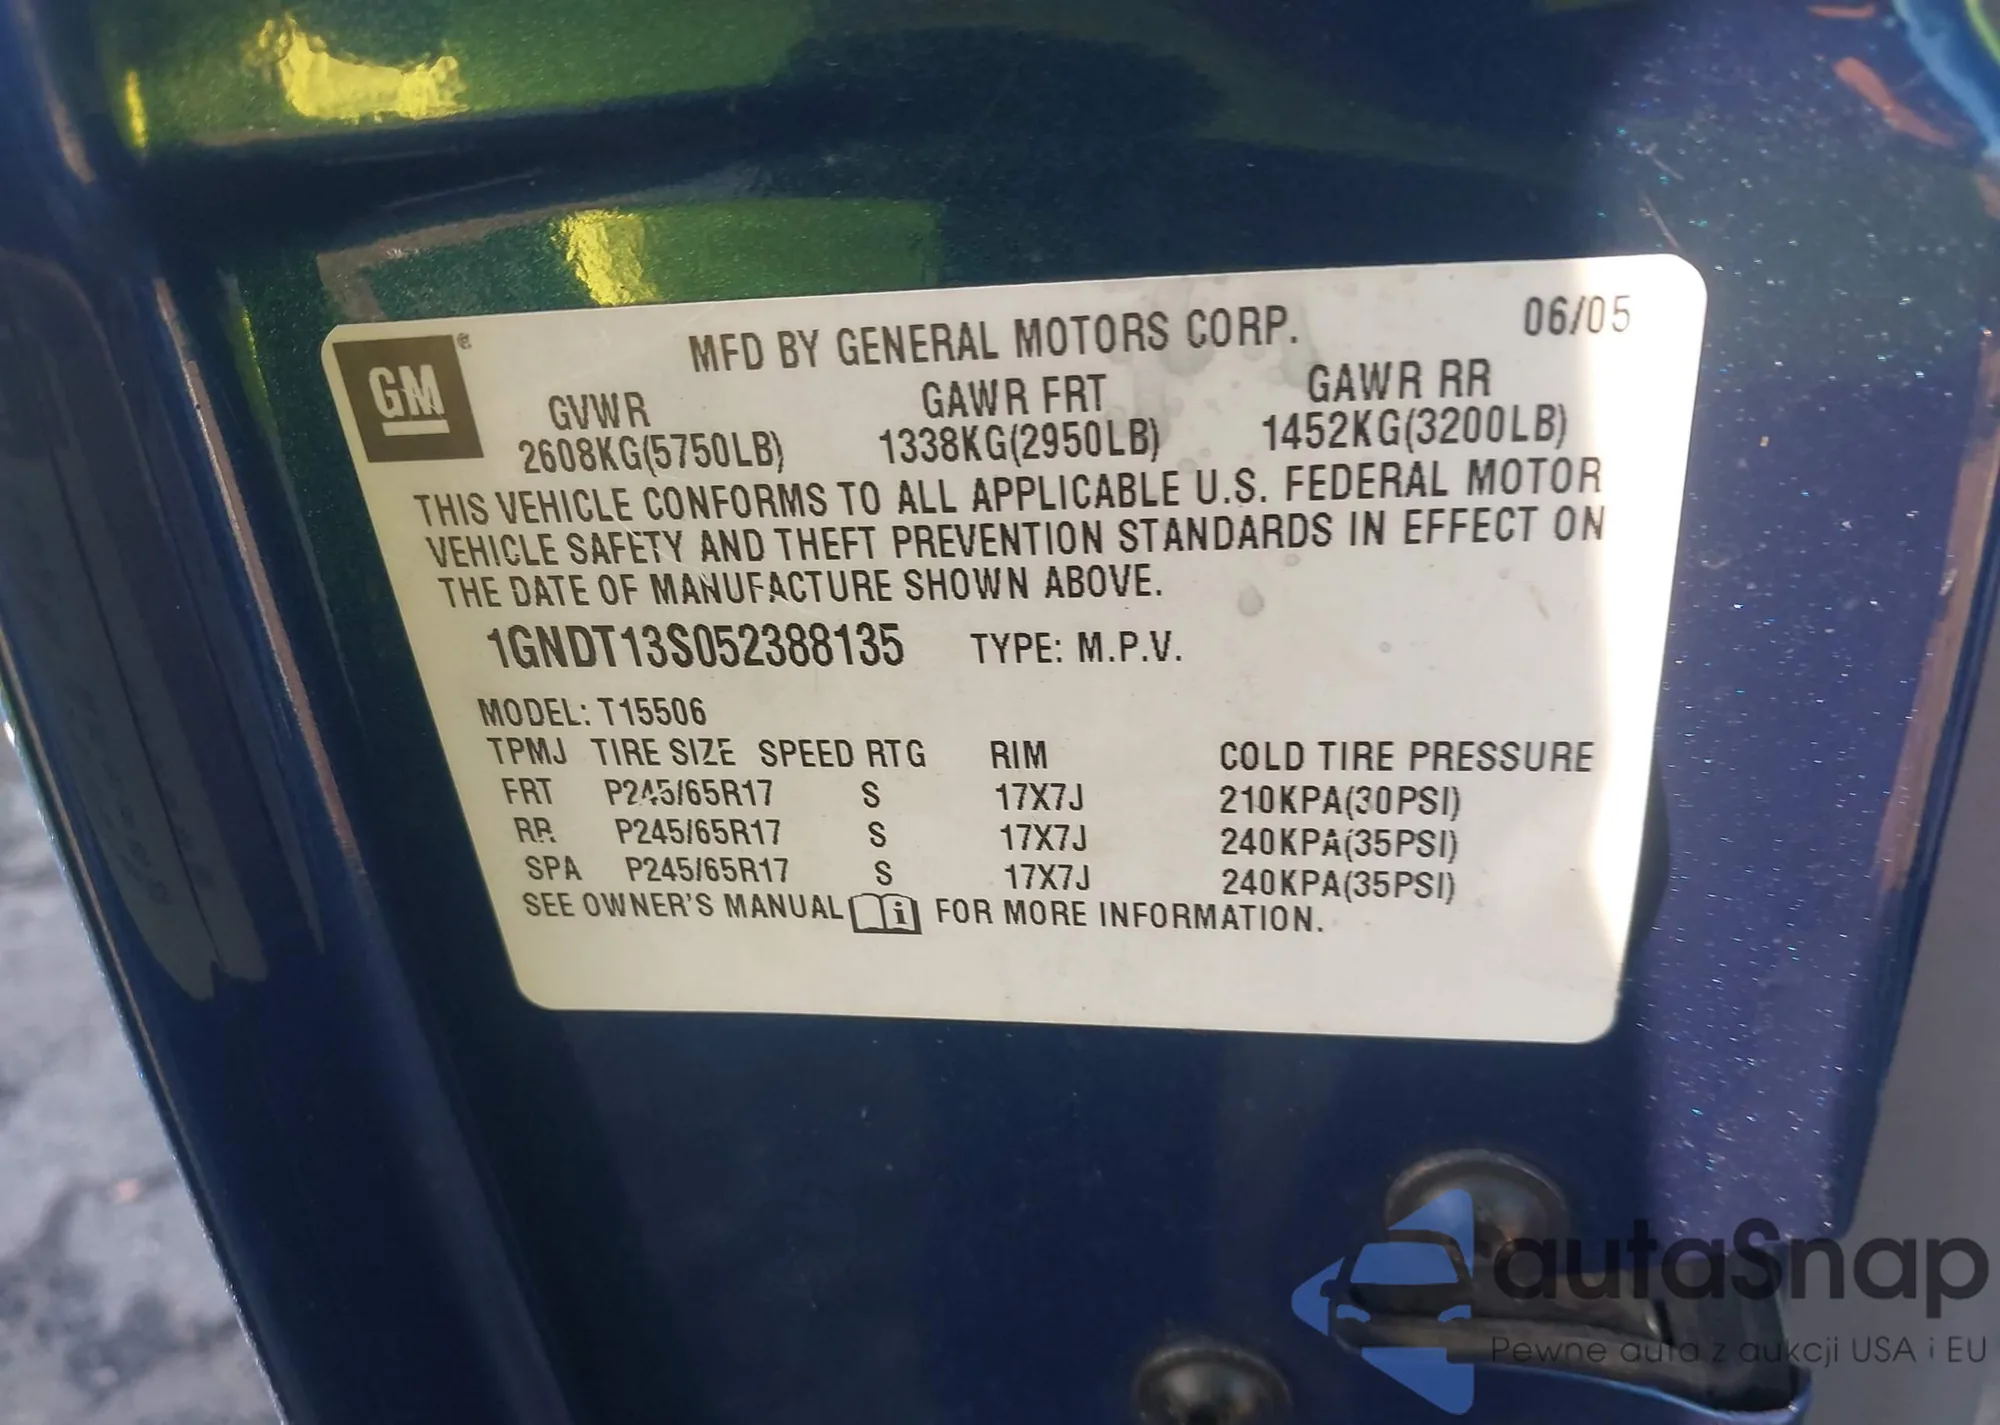 GM®
MFD BY GENERAL MOTORS CORP. 06/05
GVWR GAWR FRT GAWR RR
2608KG(5750LB) 1338KG(2950LB) 1452KG(3200LB)
THIS VEHICLE CONFORMS TO ALL APPLICABLE U.S. FEDERAL MOTOR
VEHICLE SAFETY AND THEFT PREVENTION STANDARDS IN EFFECT ON
THE DATE OF MANUFACTURE SHOWN ABOVE.
1GNDT13S052388135 TYPE: M.P.V.
MODEL: T15506
TPMJ TIRE SIZE SPEED RTG RIM COLD TIRE PRESSURE
FRT P245/65R17 S 17X7J 210KPA(30PSI)
RR P245/65R17 S 17X7J 240KPA(35PSI)
SPA P245/65R17 S 17X7J 240KPA(35PSI)
SEE OWNER'S MANUAL i FOR MORE INFORMATION.
autaSnap
Pewne auta z aukcji USA i EU